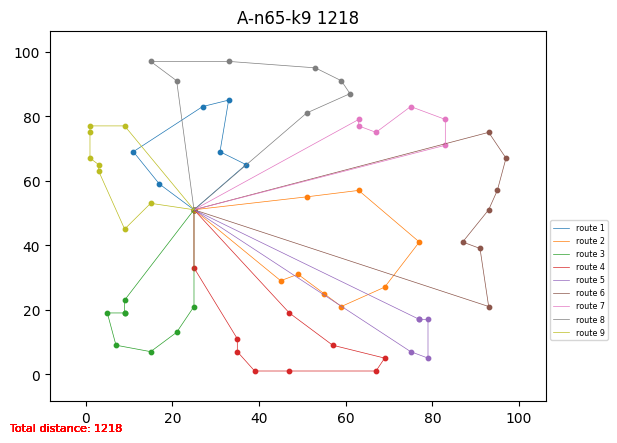 A-n65-k9 1218
100
80
60
40
20
0
0 20 40 60 80 100
route 1
route 2
route 3
route 4
route 5
route 6
route 7
route 8
route 9
Total distance: 1218